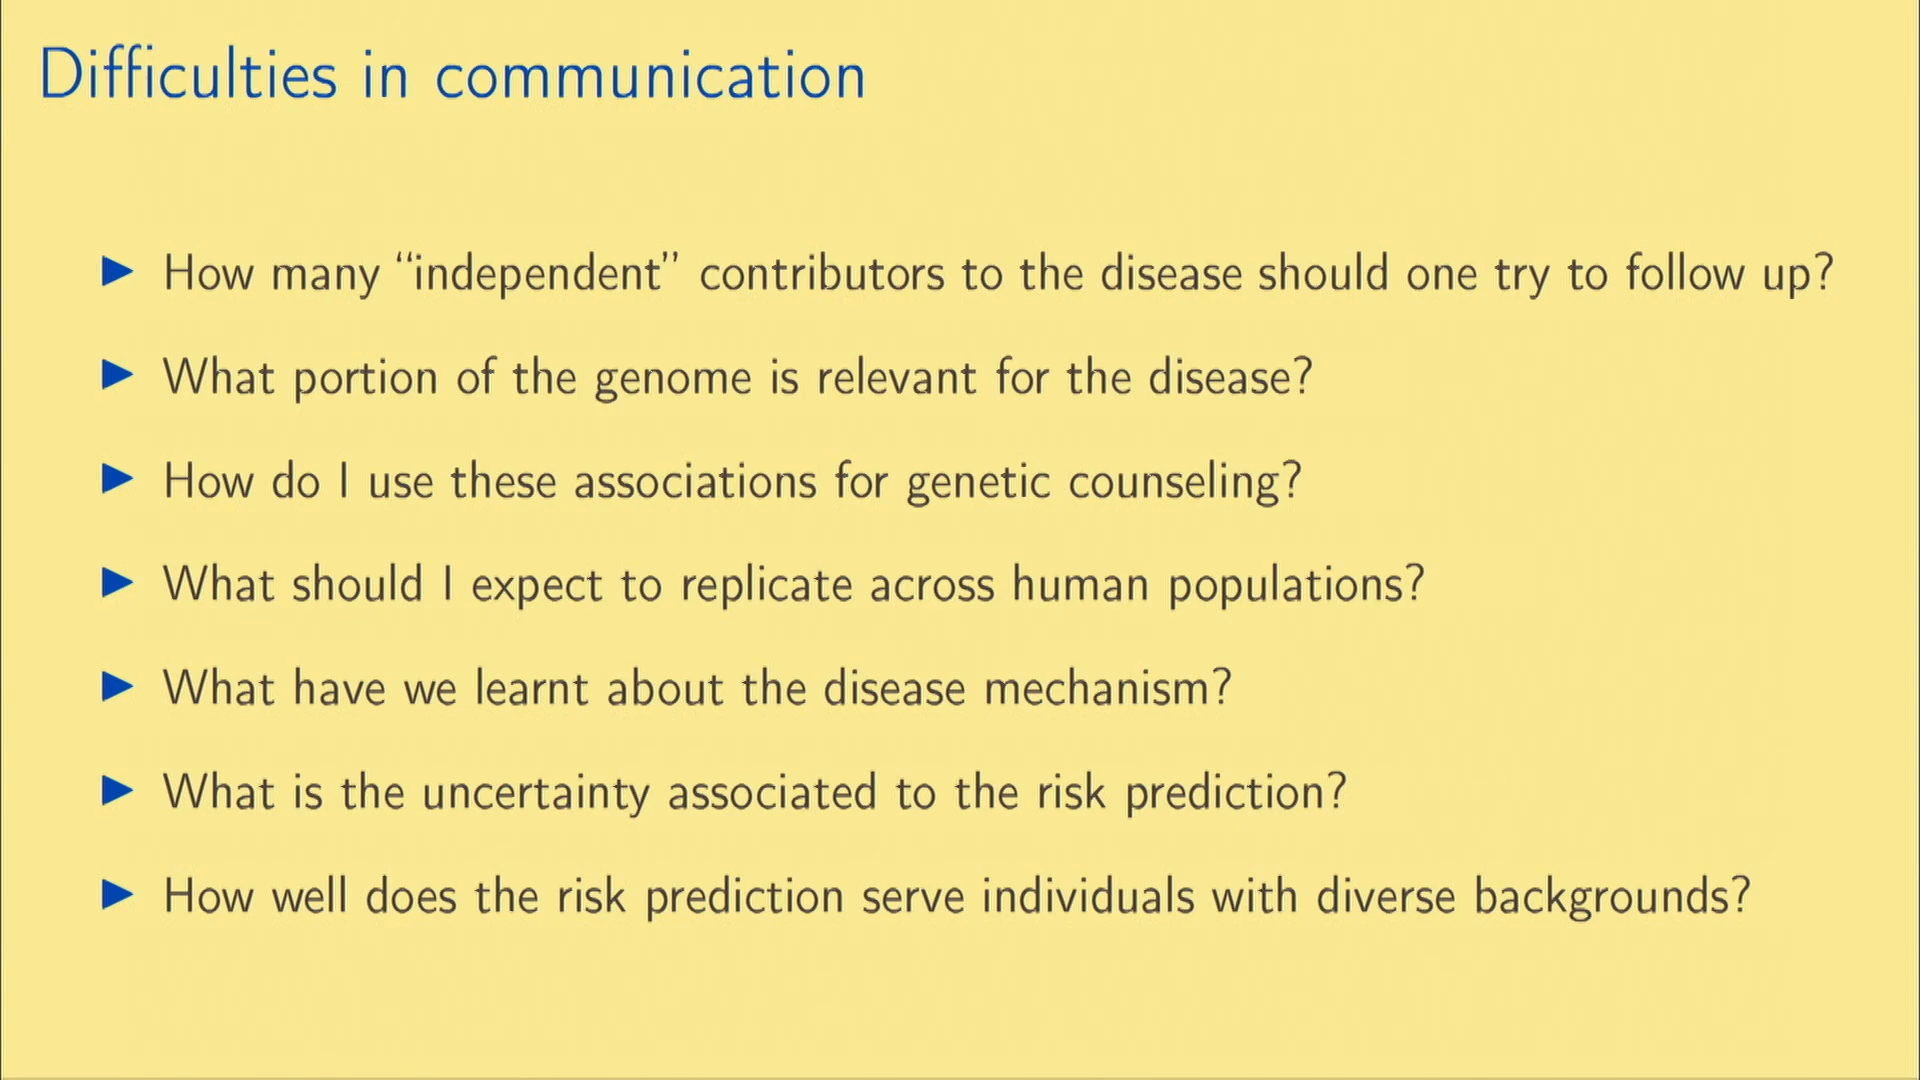 Difficulties in communication
▶ How many “independent” contributors to the disease should one try to follow up?
▶ What portion of the genome is relevant for the disease?
▶ How do I use these associations for genetic counseling?
▶ What should I expect to replicate across human populations?
▶ What have we learnt about the disease mechanism?
▶ What is the uncertainty associated to the risk prediction?
▶ How well does the risk prediction serve individuals with diverse backgrounds?